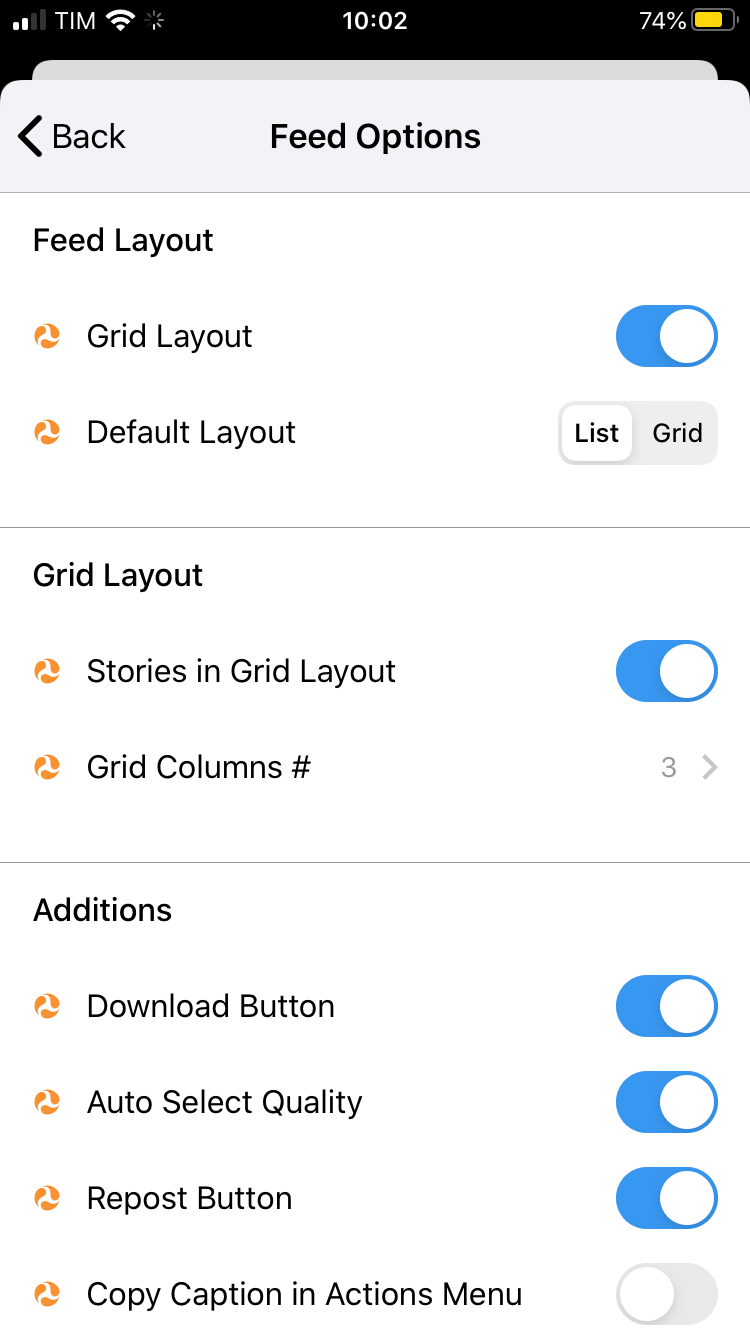 TIM 10:02 74%
Back Feed Options
Feed Layout
Grid Layout
Default Layout List Grid
Grid Layout
Stories in Grid Layout
Grid Columns # 3
Additions
Download Button
Auto Select Quality
Repost Button
Copy Caption in Actions Menu